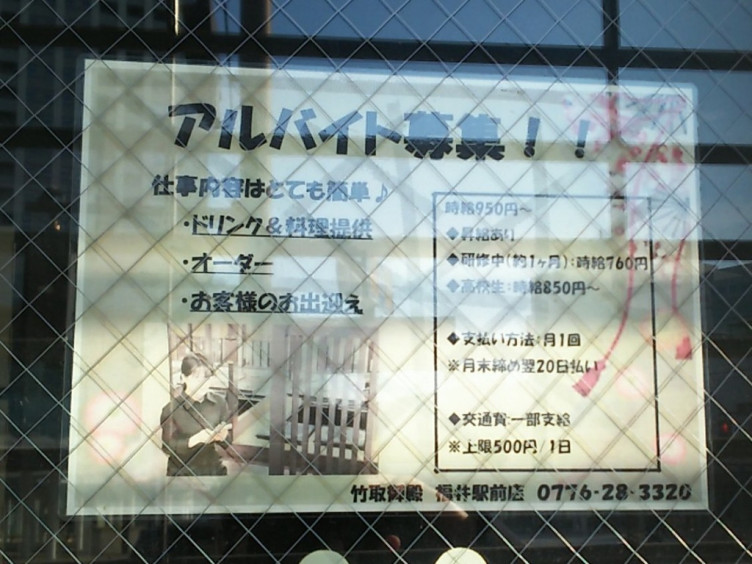 アルバイト募集！！
仕事内容はとても簡単♪
・ドリンク&料理提供
・オーダー
・お客様のお出迎え
時給950円～
◆昇給あり
◆研修中(約1ヶ月):時給760円
◆高校生:時給850円～
◆支払い方法:月1回
※月末締め翌20日払い
◆交通費一部支給
※上限500円/1日
竹取御殿 福井駅前店 0776-28-3320